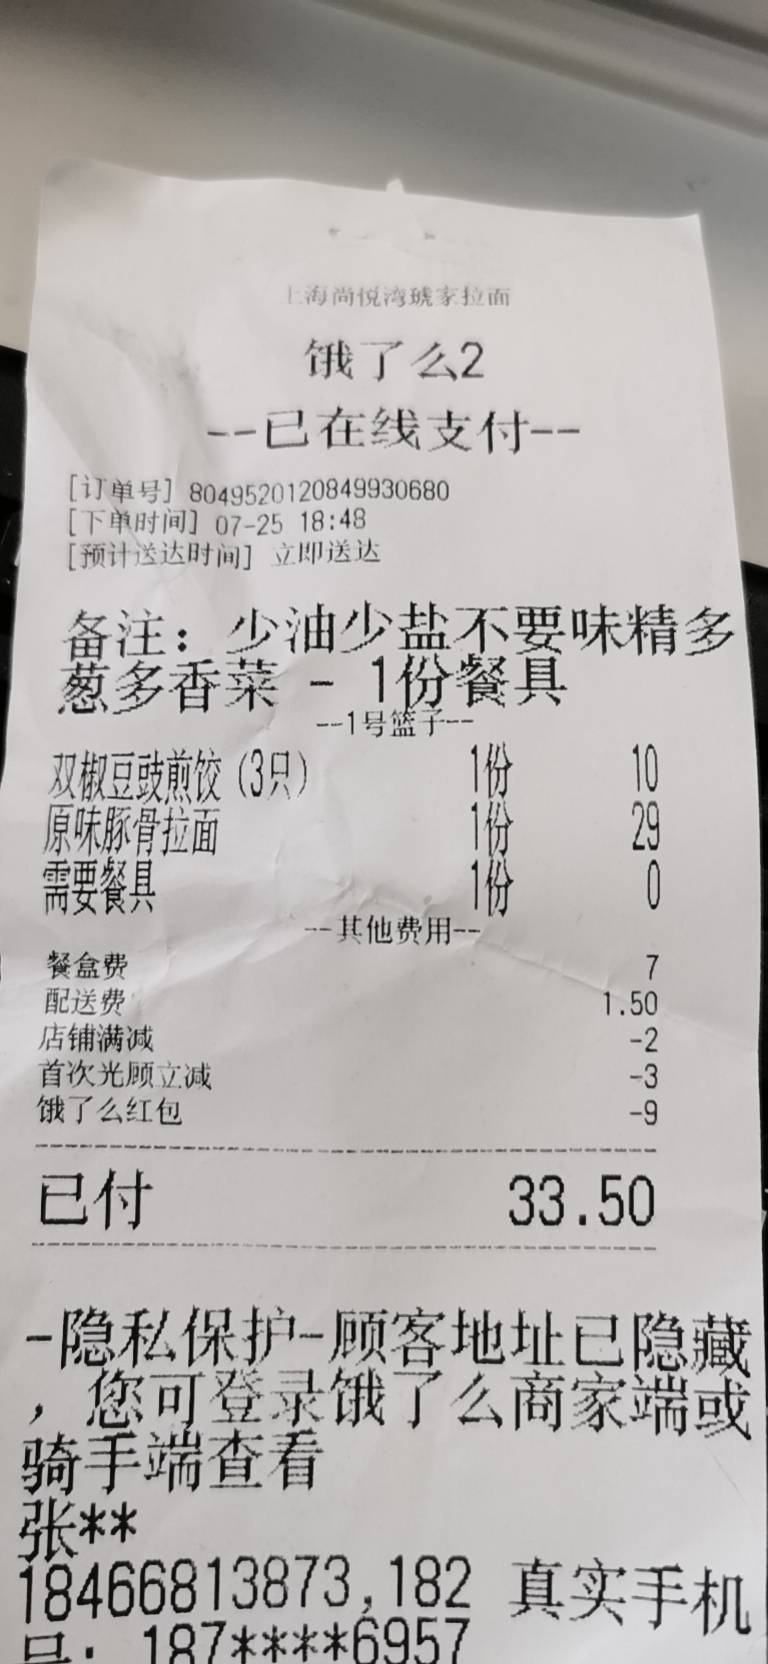 上海尚悦湾琥家拉面
饿了么2
--已在线支付--
[订单号] 8049520120849930680
[下单时间] 07-25 18:48
[预计送达时间] 立即送达
备注：少油少盐不要味精多
葱多香菜 - 1份餐具
--1号篮子--
双椒豆豉煎饺（3只） 1份 10
原味豚骨拉面 1份 29
需要餐具 1份 0
--其他费用--
餐盒费 7
配送费 1.50
店铺满减 -2
首次光顾立减 -3
饿了么红包 -9
已付 33.50
-隐私保护-顾客地址已隐藏
，您可登录饿了么商家端或
骑手端查看
张**
18466813873,182 真实手机
号：187****6957